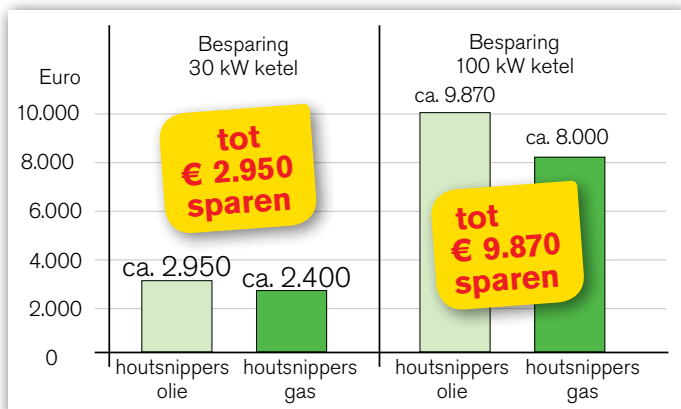 Besparing
30 kW ketel
Besparing
100 kW ketel
Euro
10.000
8.000
6.000
4.000
2.000
0
tot
€ 2.950
sparen
ca. 2.950
ca. 2.400
ca. 9.870
ca. 8.000
tot
€ 9.870
sparen
houtsnippers
olie
houtsnippers
gas
houtsnippers
olie
houtsnippers
gas